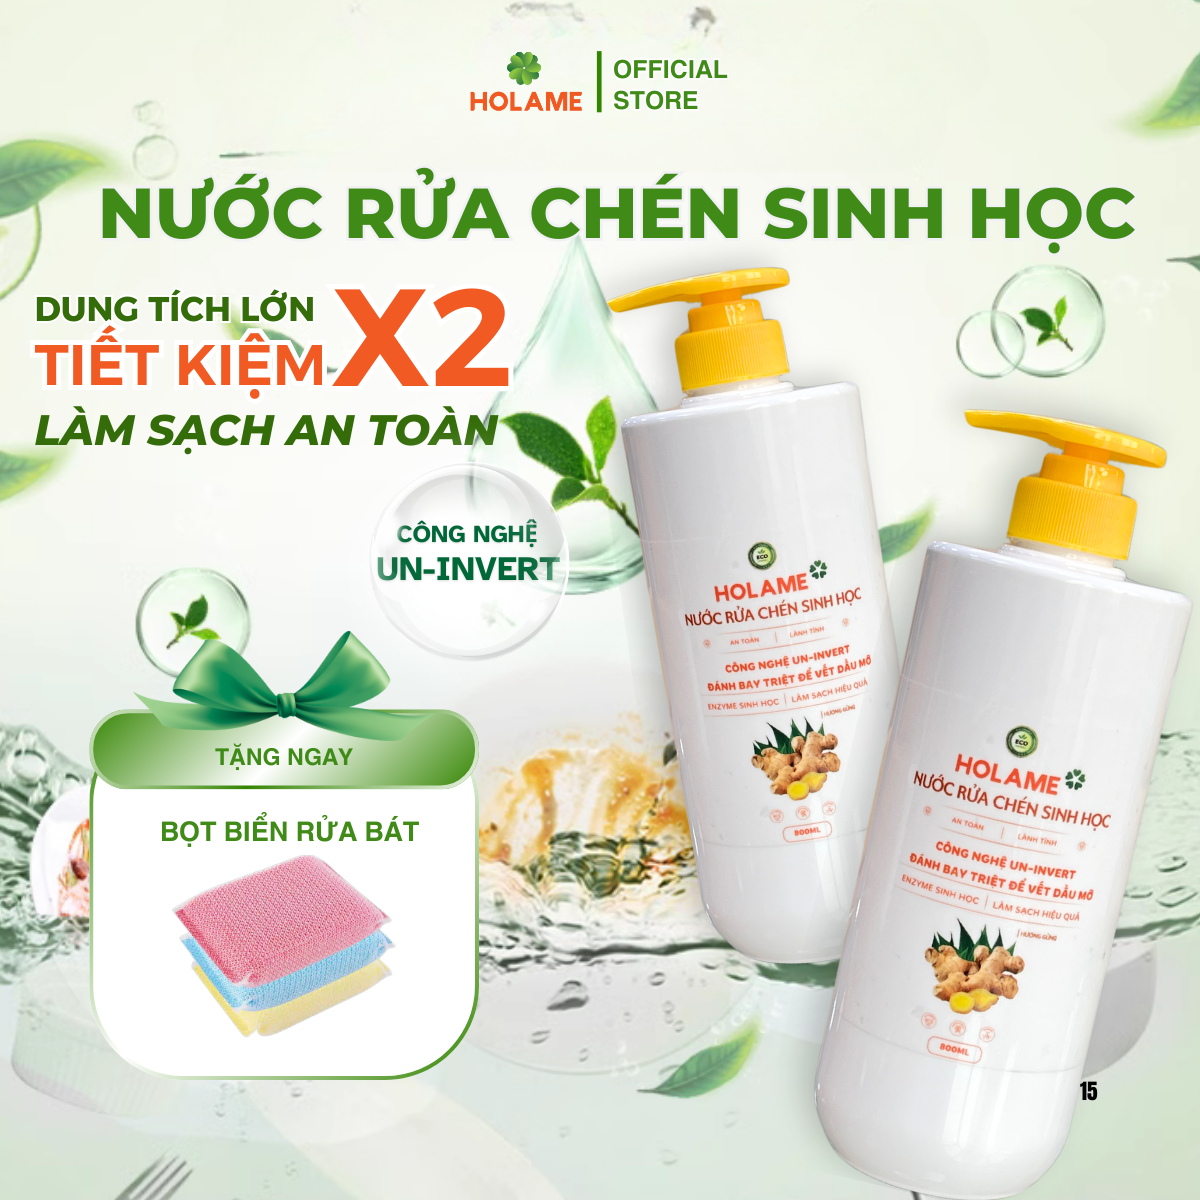 HOLAME
OFFICIAL
STORE
NƯỚC RỬA CHÉN SINH HỌC
DUNG TÍCH LỚN
TIẾT KIỆM X2
LÀM SẠCH AN TOÀN
CÔNG NGHỆ
UN-INVERT
TẶNG NGAY
BỌT BIỂN RỬA BÁT
ECO
HOLAME
NƯỚC RỬA CHÉN SINH HỌC
AN TOÀN | LÀNH TÍNH
CÔNG NGHỆ UN-INVERT
ĐÁNH BAY TRIỆT ĐỂ VẾT DẦU MỠ
ENZYME SINH HỌC | LÀM SẠCH HIỆU QUẢ
HƯƠNG GỪNG
800ML
ECO
HOLAME
NƯỚC RỬA CHÉN SINH HỌC
AN TOÀN | LÀNH TÍNH
CÔNG NGHỆ UN-INVERT
ĐÁNH BAY TRIỆT ĐỂ VẾT DẦU MỠ
ENZYME SINH HỌC | LÀM SẠCH HIỆU QUẢ
HƯƠNG GỪNG
800ML
15